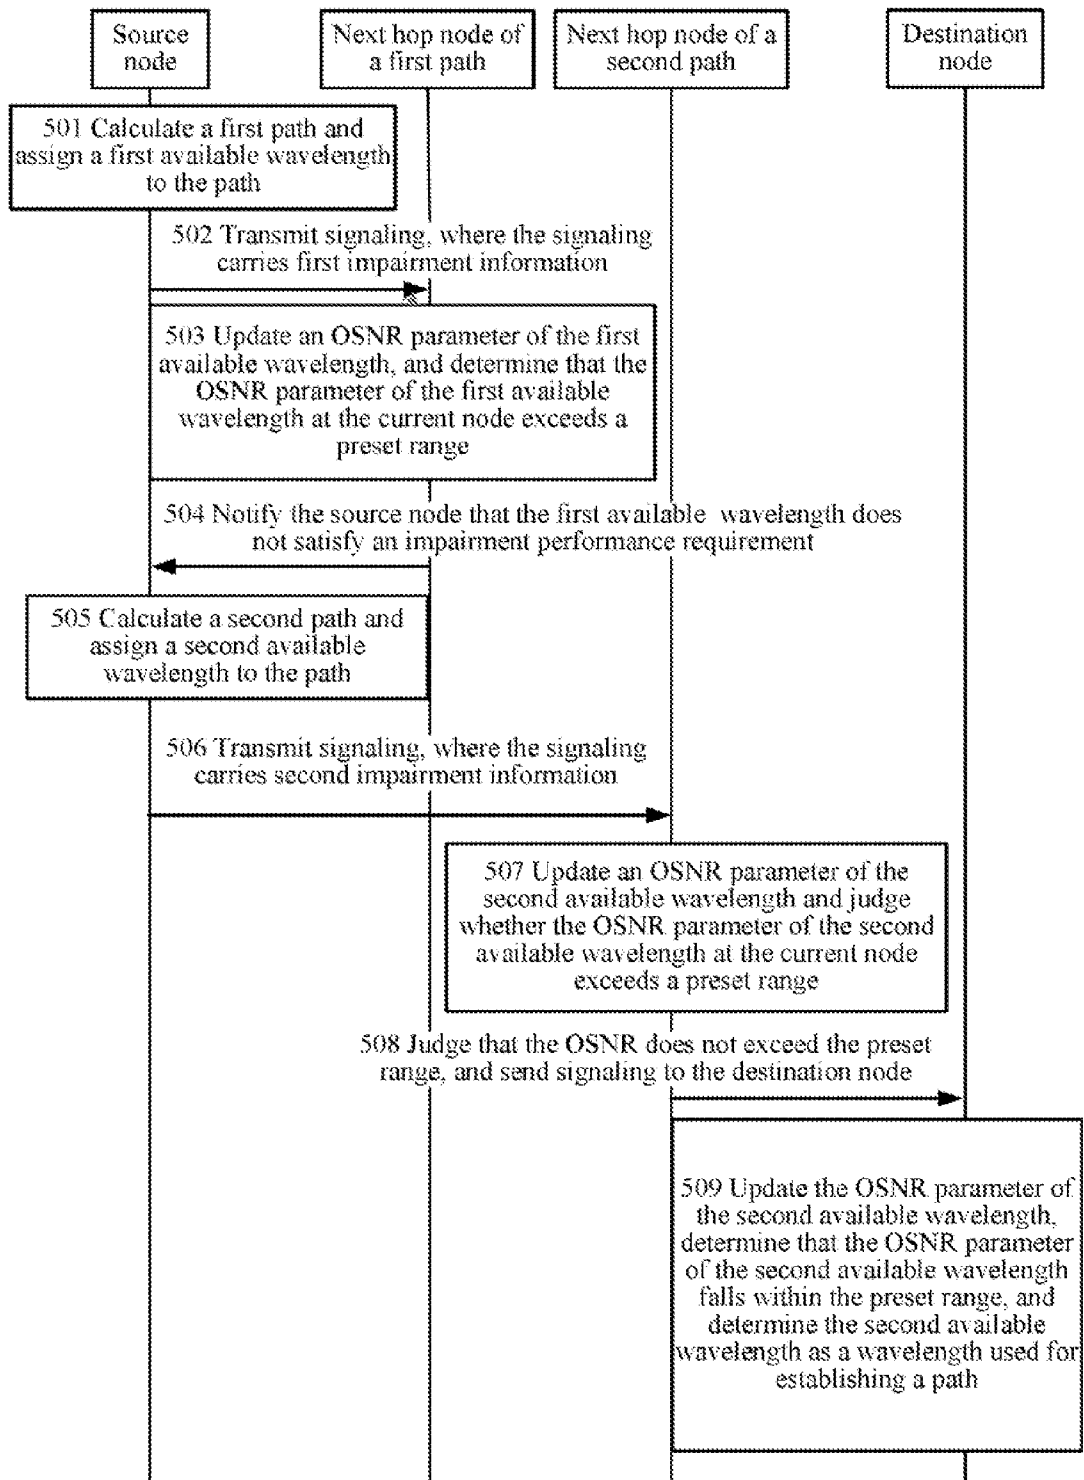 Source
node
Next hop node of
a first path
Next hop node of a
second path
Destination
node
501 Calculate a first path and
assign a first available wavelength
to the path
502 Transmit signaling, where the signaling
carries first impairment information
503 Update an OSNR parameter of the first
available wavelength, and determine that the
OSNR parameter of the first available
wavelength at the current node exceeds a
preset range
504 Notify the source node that the first available wavelength does
not satisfy an impairment performance requirement
505 Calculate a second path and
assign a second available
wavelength to the path
506 Transmit signaling, where the signaling
carries second impairment information
507 Update an OSNR parameter of the
second available wavelength and judge
whether the OSNR parameter of the second
available wavelength at the current node
exceeds a preset range
508 Judge that the OSNR does not exceed the preset
range, and send signaling to the destination node
509 Update the OSNR parameter of
the second available wavelength,
determine that the OSNR parameter
of the second available wavelength
falls within the preset range, and
determine the second available
wavelength as a wavelength used for
establishing a path